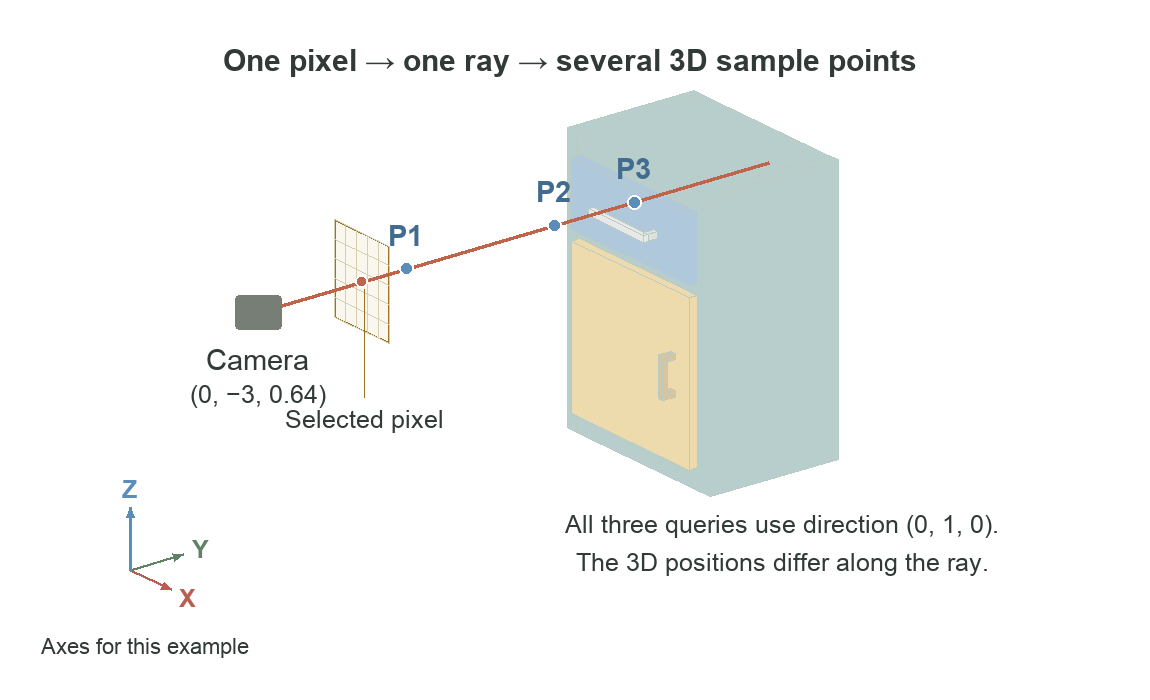 One pixel → one ray → several 3D sample points
P3
P2
P1
Camera
(0, −3, 0.64)
Selected pixel
Z
Y
X
All three queries use direction (0, 1, 0).
The 3D positions differ along the ray.
Axes for this example